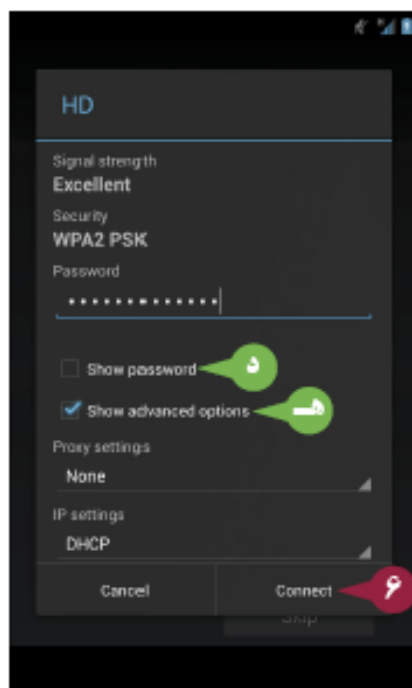 HD
Signal strength
Excellent
Security
WPA2 PSK
Password
•••••••••••••
Show password د
Show advanced options هـ
Proxy settings
None
IP settings
DHCP
Cancel Connect ۶
Skip